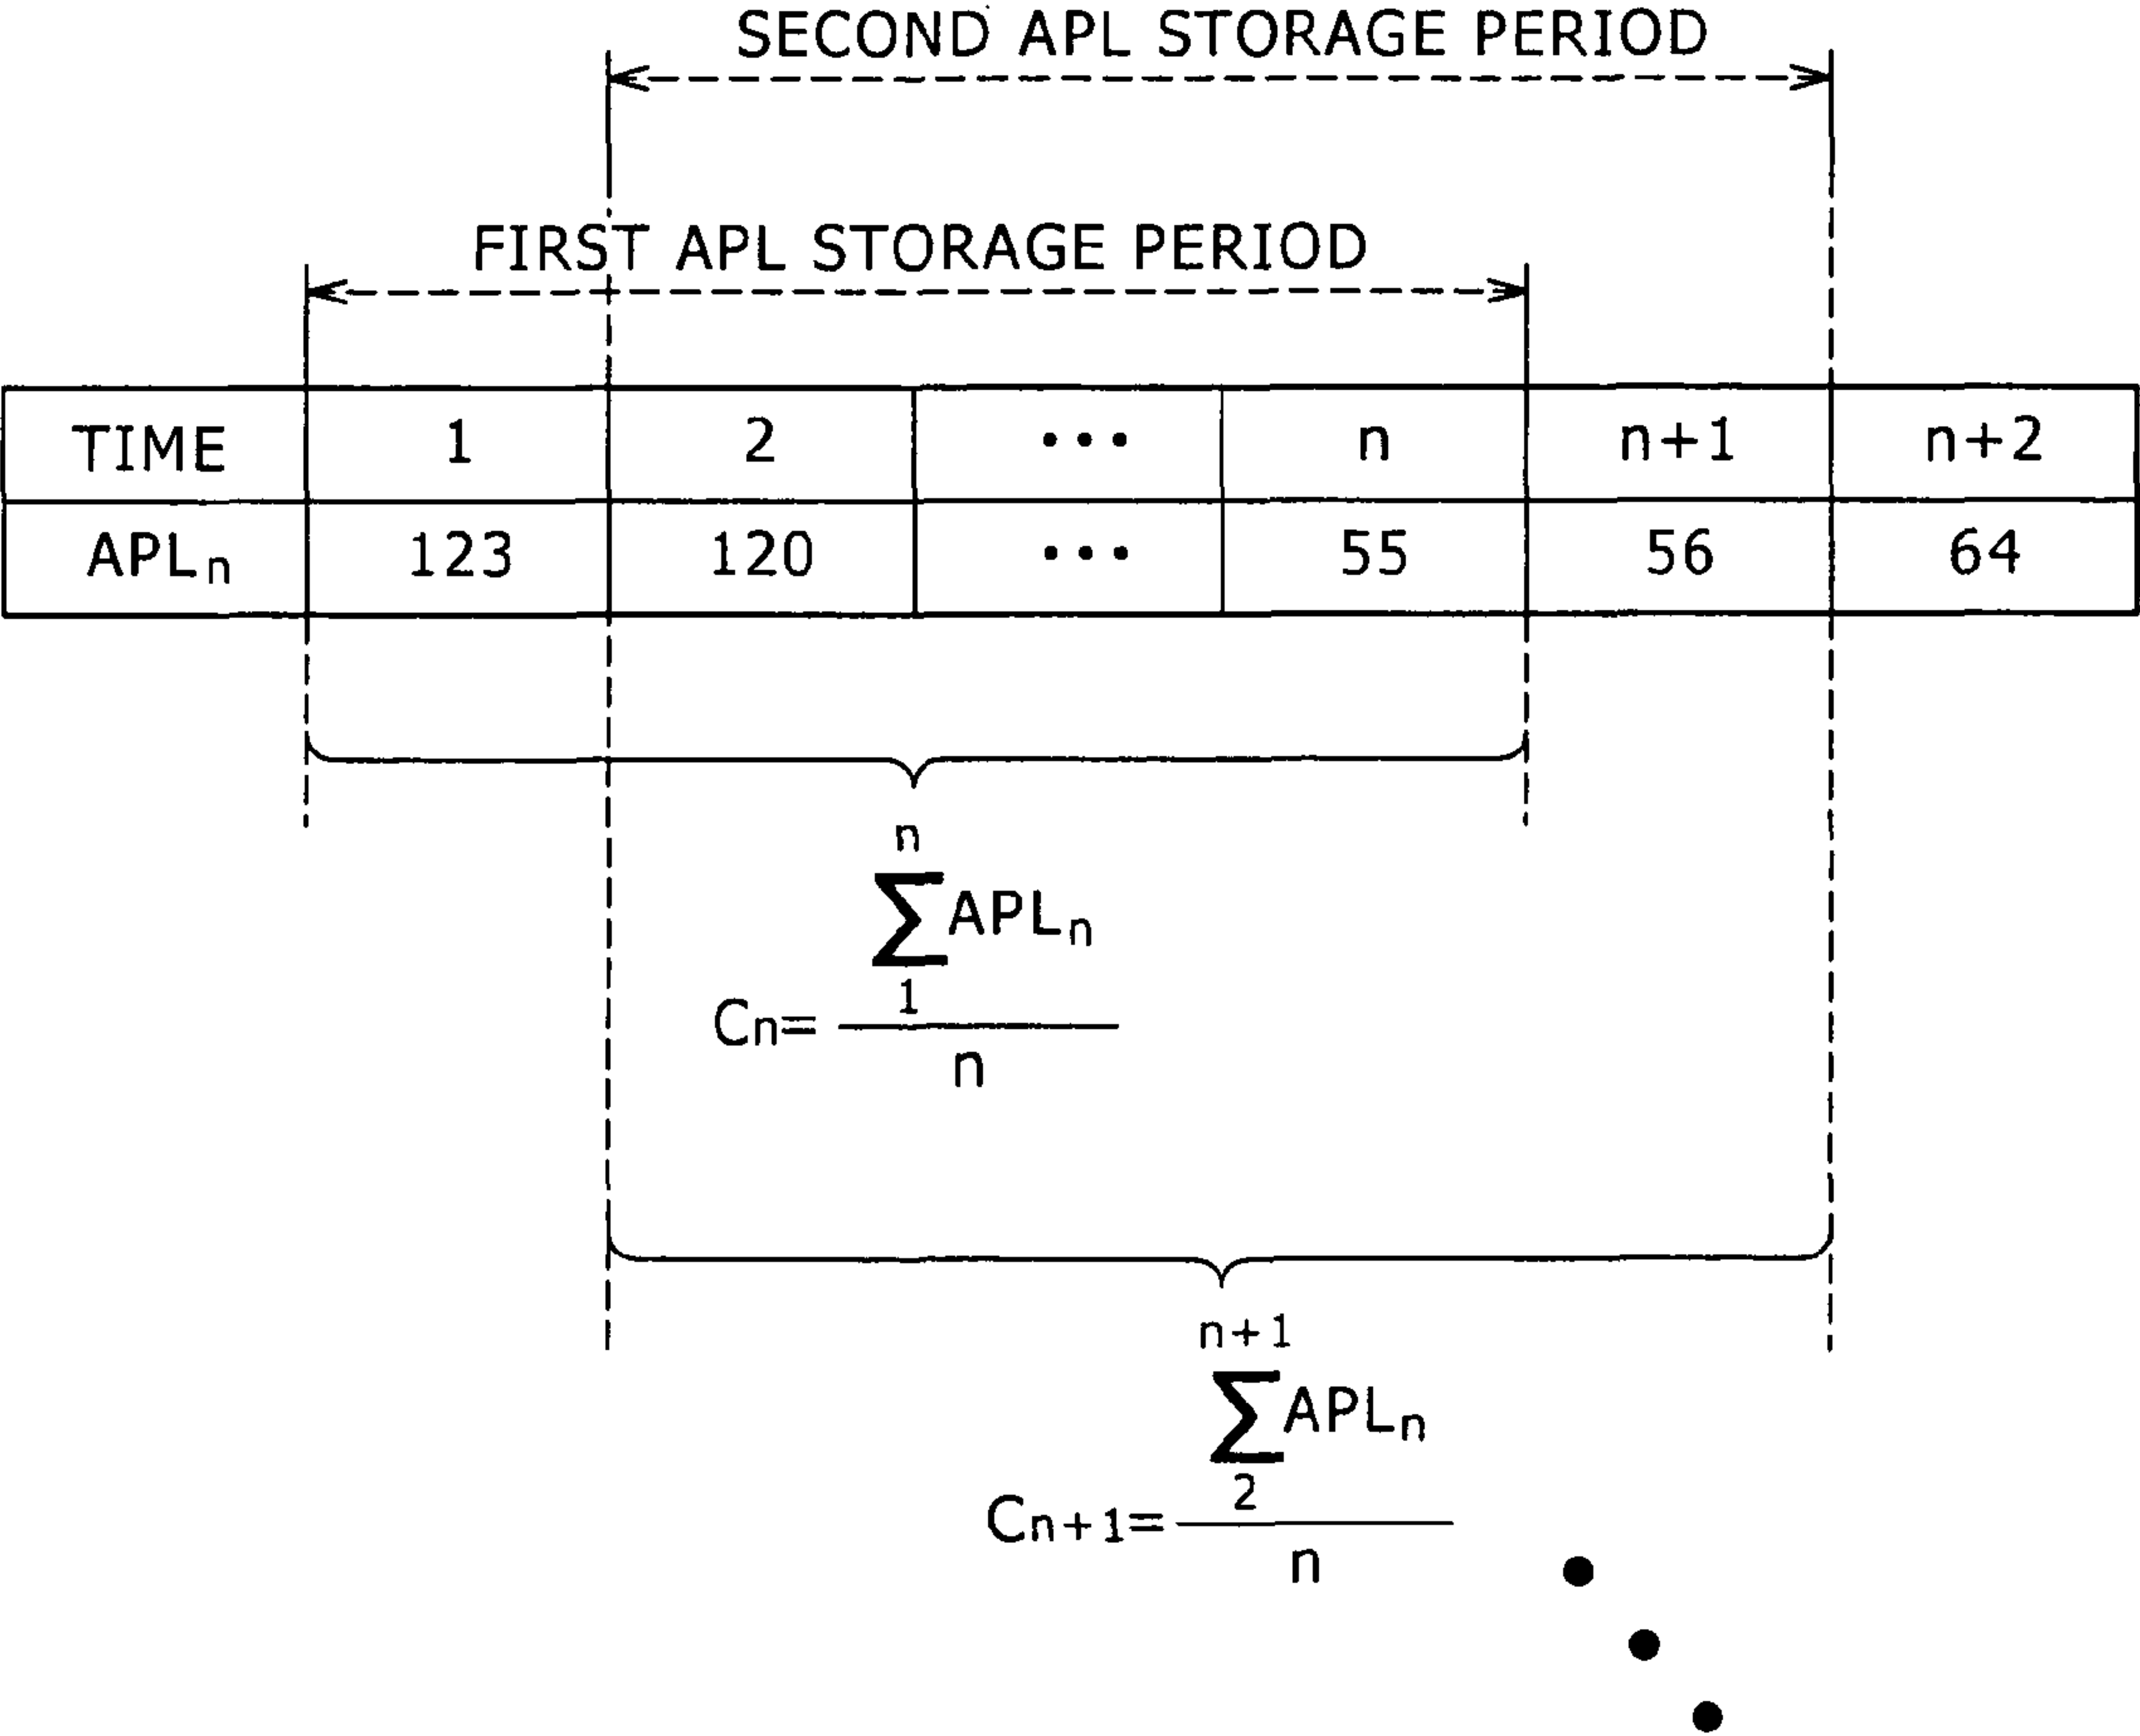 SECOND APL STORAGE PERIOD
FIRST APL STORAGE PERIOD
TIME 1 2 ••• n n+1 n+2
APLn 123 120 ••• 55 56 64
n
∑APLn
1
Cn=
n
n+1
∑APLn
2
Cn+1=
n